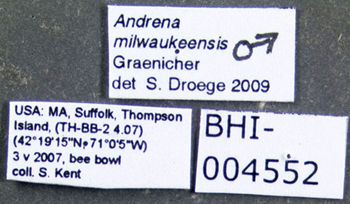 Andrena
milwaukeensis ♂
Graenicher
det S. Droege 2009
USA: MA, Suffolk, Thompson
Island, (TH-BB-2 4.07)
(42°19'15"N, 71°0'5"W)
3 v 2007, bee bowl
coll. S. Kent
BHI-
004552